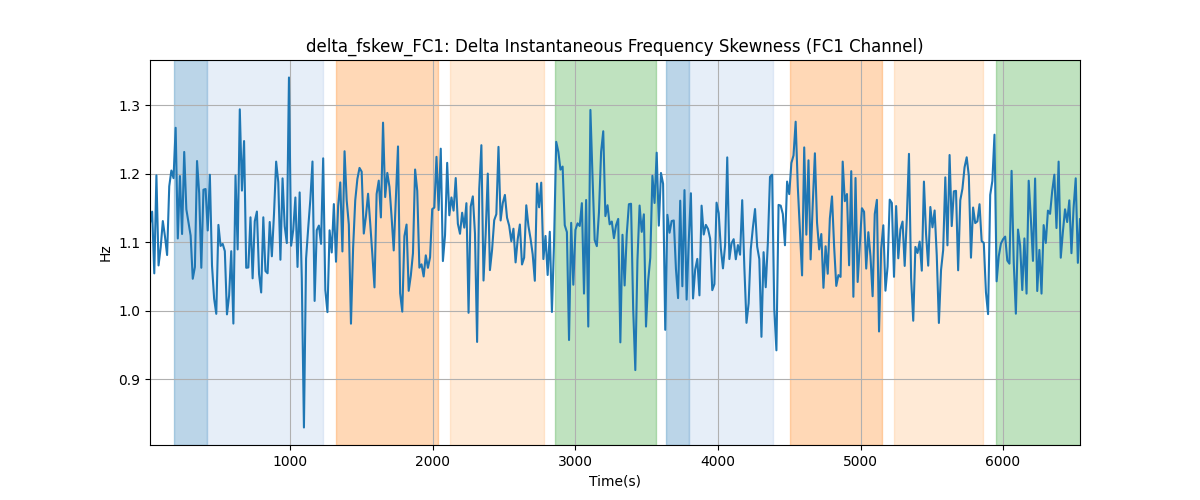 delta_fskew_FC1: Delta Instantaneous Frequency Skewness (FC1 Channel)
1.3
1.2
1.1
1.0
0.9
Hz
1000 2000 3000 4000 5000 6000
Time(s)